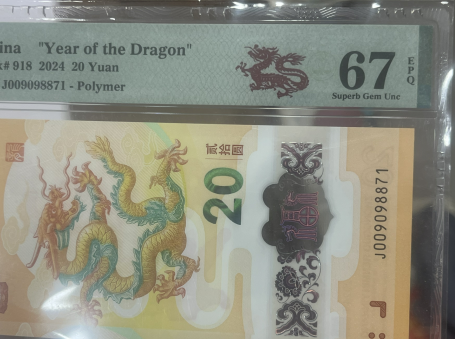 ina "Year of the Dragon"
# 918 2024 20 Yuan
J009098871 - Polymer
67
EPQ
Superb Gem Unc
贰拾圆
20
J009098871